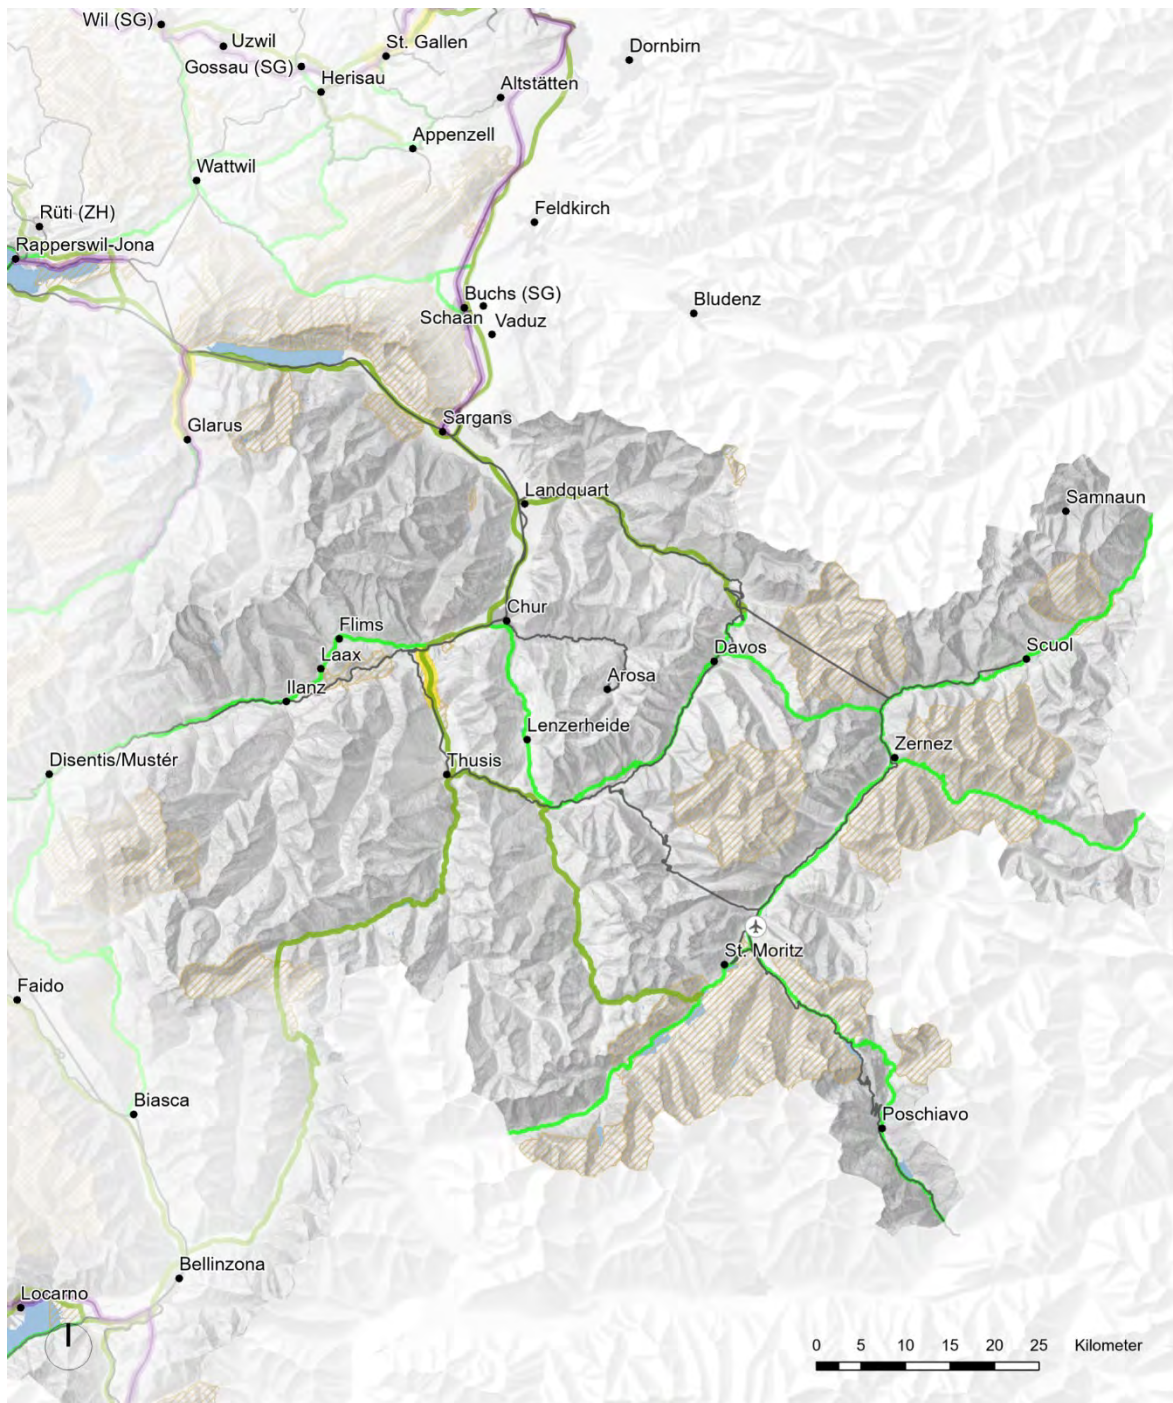 Wil (SG)
Uzwil
St. Gallen
Dornbirn
Gossau (SG)
Herisau
Altstätten
Appenzell
Wattwil
Rüti (ZH)
Feldkirch
Rapperswil-Jona
Buchs (SG)
Bludenz
Schaan
Vaduz
Sargans
Glarus
Landquart
Samnaun
Chur
Flims
Davos
Scuol
Laax
Arosa
Ilanz
Lenzerheide
Zernez
Disentis/Mustér
Thusis
St. Moritz
Faido
Biasca
Poschiavo
Bellinzona
Locarno
0 5 10 15 20 25 Kilometer